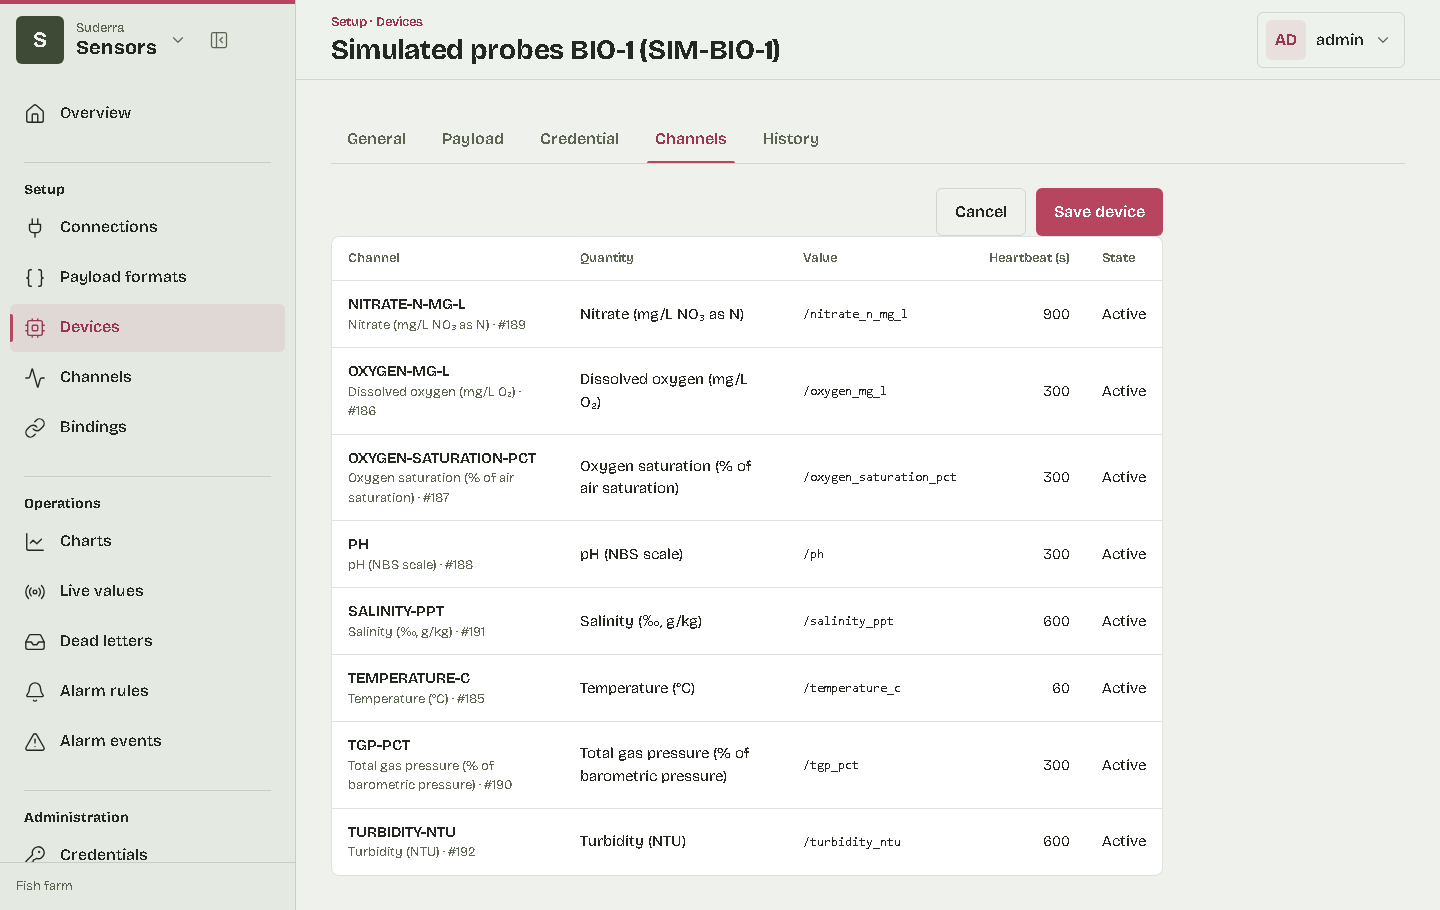 S
Suderra
Sensors
Overview
Setup
Connections
Payload formats
Devices
Channels
Bindings
Operations
Charts
Live values
Dead letters
Alarm rules
Alarm events
Administration
Credentials
Fish farm
Setup · Devices
Simulated probes BIO-1 (SIM-BIO-1)
AD admin
General Payload Credential Channels History
Cancel Save device
Channel Quantity Value Heartbeat (s) State
NITRATE-N-MG-L
Nitrate (mg/L NO₃ as N) · #189
Nitrate (mg/L NO₃ as N) /nitrate_n_mg_l 900 Active
OXYGEN-MG-L
Dissolved oxygen (mg/L O₂) ·
#186
Dissolved oxygen (mg/L
O₂)
/oxygen_mg_l 300 Active
OXYGEN-SATURATION-PCT
Oxygen saturation (% of air
saturation) · #187
Oxygen saturation (% of
air saturation)
/oxygen_saturation_pct 300 Active
PH
pH (NBS scale) · #188
pH (NBS scale) /ph 300 Active
SALINITY-PPT
Salinity (‰, g/kg) · #191
Salinity (‰, g/kg) /salinity_ppt 600 Active
TEMPERATURE-C
Temperature (°C) · #185
Temperature (°C) /temperature_c 60 Active
TGP-PCT
Total gas pressure (% of
barometric pressure) · #190
Total gas pressure (% of
barometric pressure)
/tgp_pct 300 Active
TURBIDITY-NTU
Turbidity (NTU) · #192
Turbidity (NTU) /turbidity_ntu 600 Active